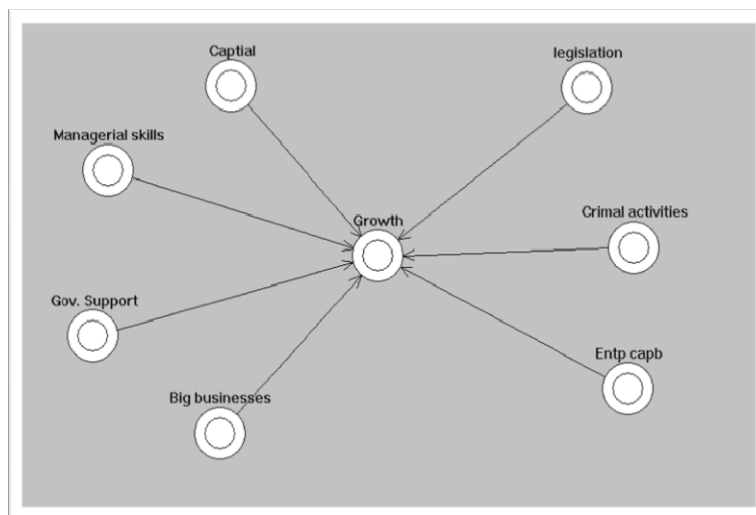 Captial
legislation
Managerial skills
Growth
Crimal activities
Gov. Support
Entp capb
Big businesses